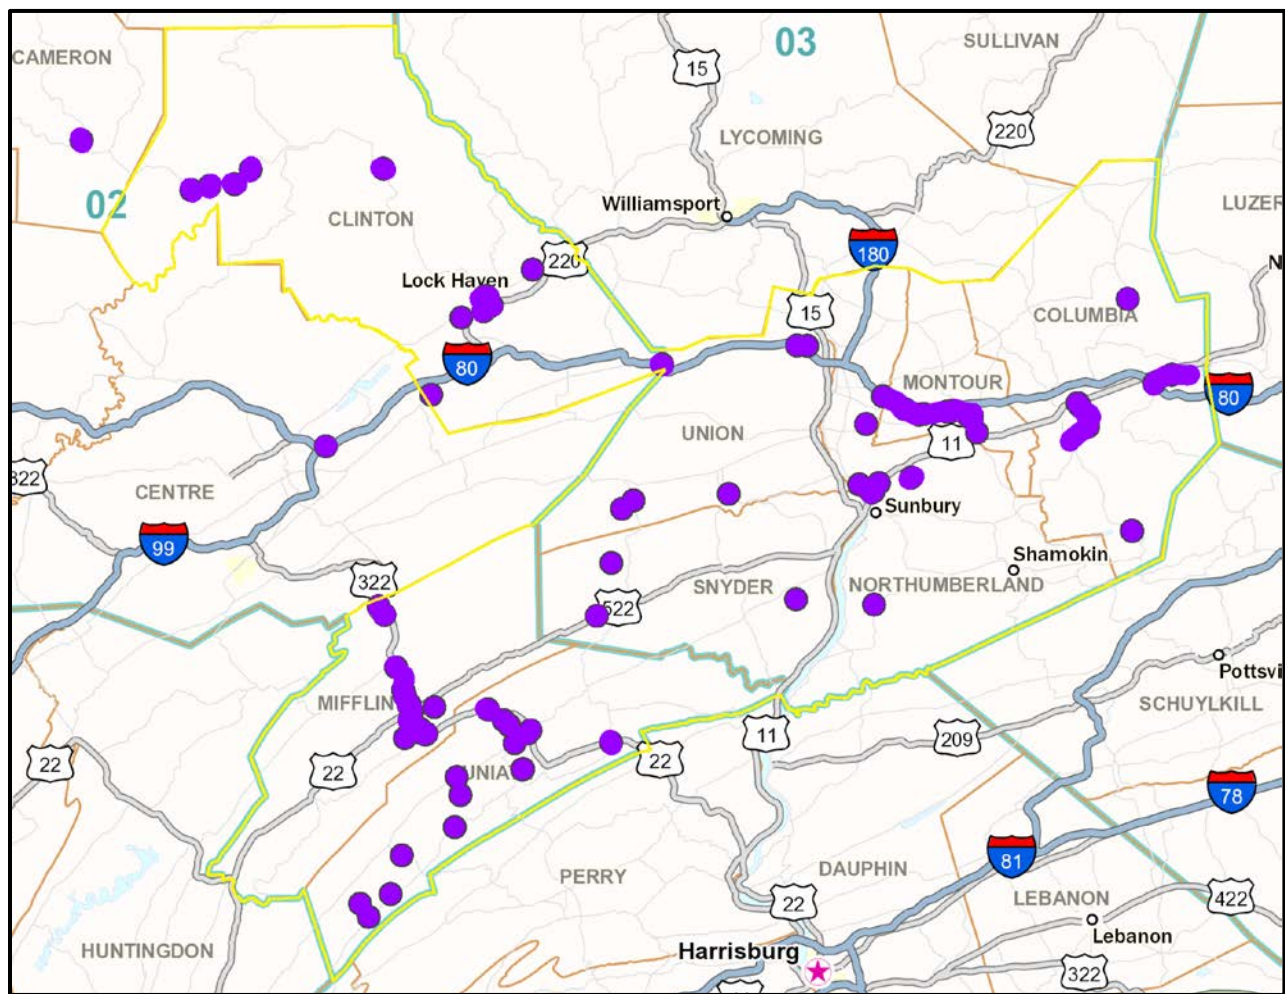 CAMERON
03
SULLIVAN
15
220
LYCOMING
02
CLINTON
Williamsport
LUZER
180
220
Lock Haven
N
15
COLUMBIA
80
MONTOUR
80
UNION
11
322
CENTRE
Sunbury
99
Shamokin
322
SNYDER
NORTHUMBERLAND
522
Pottsvi
MIFFLIN
SCHUYLKILL
11
209
22
22
22
UNIAT
78
81
PERRY
DAUPHIN
22
LEBANON
422
HUNTINGDON
Harrisburg
Lebanon
322